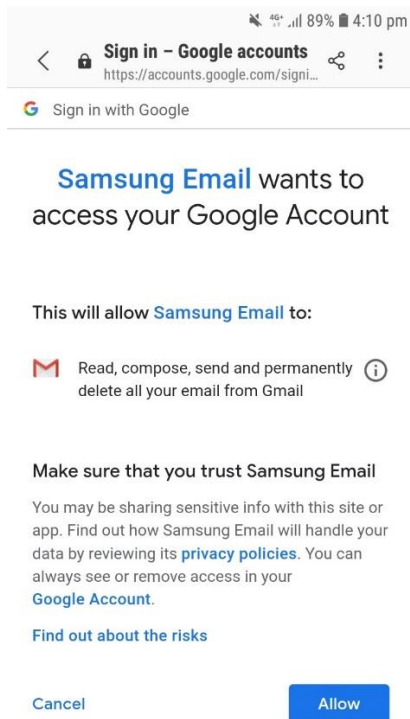 4G+ 89% 4:10 pm
Sign in – Google accounts
https://accounts.google.com/signi...
G Sign in with Google
Samsung Email wants to
access your Google Account
This will allow Samsung Email to:
Read, compose, send and permanently
delete all your email from Gmail
Make sure that you trust Samsung Email
You may be sharing sensitive info with this site or
app. Find out how Samsung Email will handle your
data by reviewing its privacy policies. You can
always see or remove access in your
Google Account.
Find out about the risks
Cancel Allow